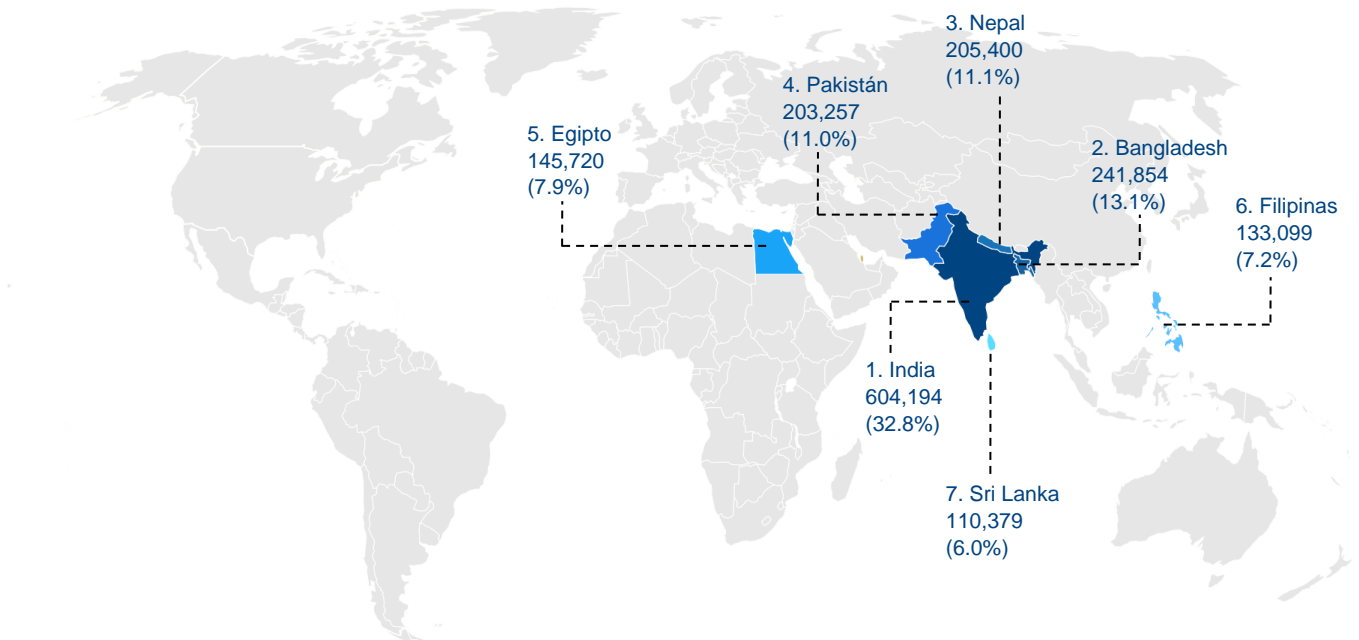 3. Nepal
205,400
(11.1%)
4. Pakistán
203,257
(11.0%)
5. Egipto
145,720
(7.9%)
2. Bangladesh
241,854
(13.1%)
6. Filipinas
133,099
(7.2%)
1. India
604,194
(32.8%)
7. Sri Lanka
110,379
(6.0%)